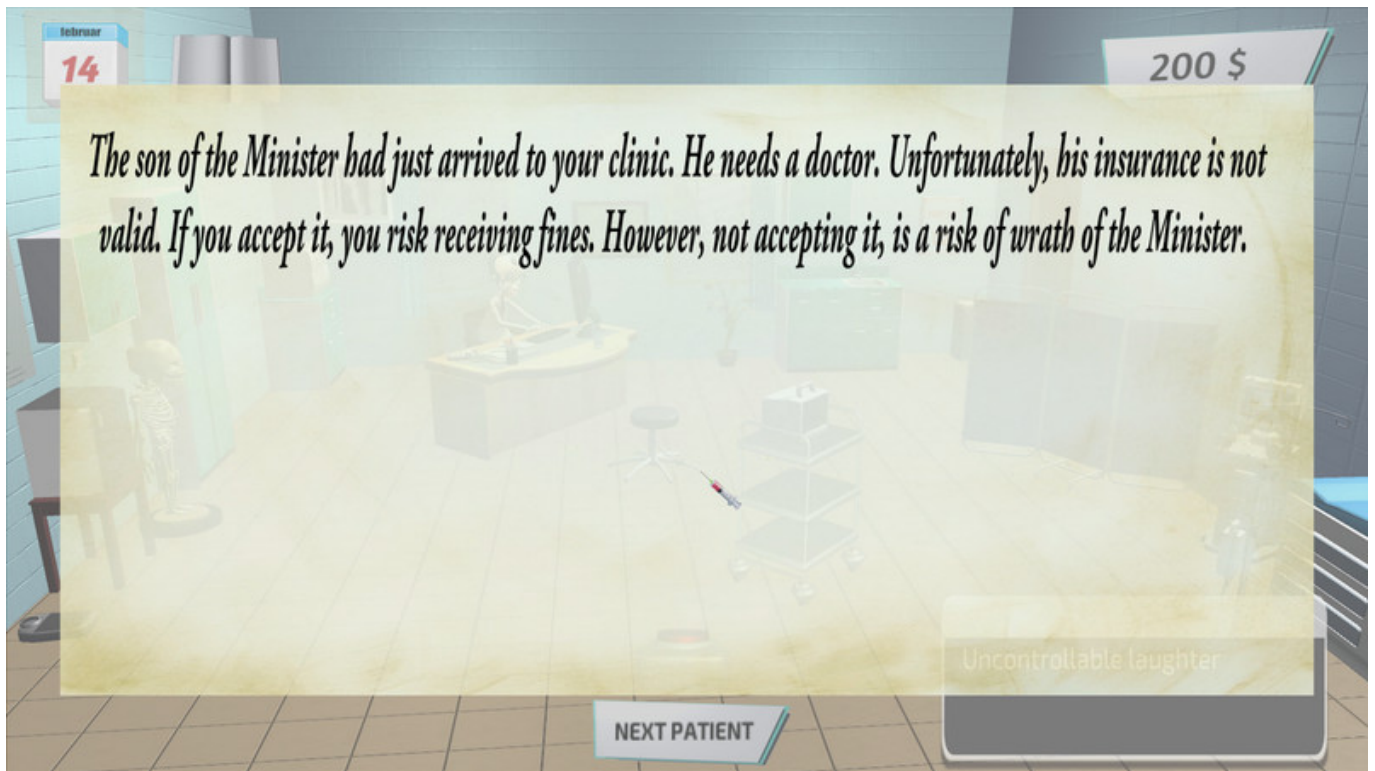 februar
14
200 $
The son of the Minister had just arrived to your clinic. He needs a doctor. Unfortunately, his insurance is not
valid. If you accept it, you risk receiving fines. However, not accepting it, is a risk of wrath of the Minister.
Uncontrollable laughter
NEXT PATIENT